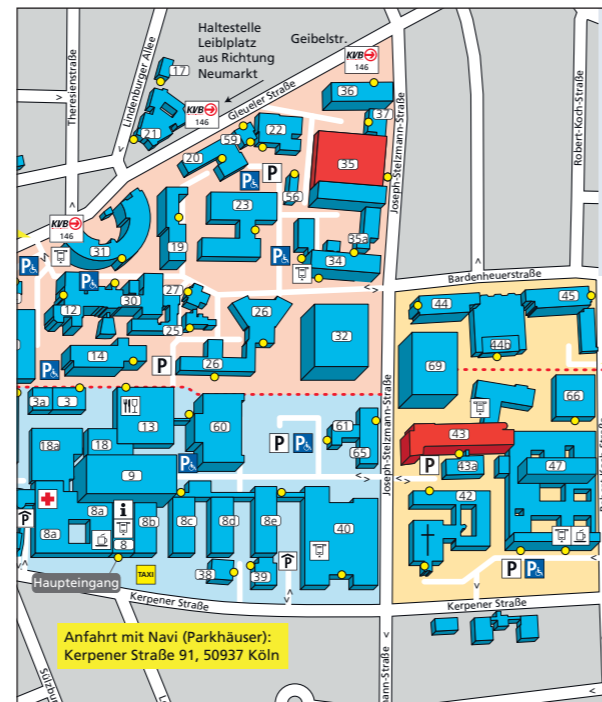 Haltestelle
Leiblplatz
aus Richtung
Neumarkt
Geibelstr.
KVB
146
Theresienstraße
Lindenburger Allee
17
KVB
146
21
Gleueler Straße
36
37
Joseph-Stelzmann-Straße
Robert-Koch-Straße
59
22
20
P
P
35
56
23
KVB
146
31
19
35a
34
P
P
P
Bardenheuerstraße
30
27
12
25
26
32
44
45
44b
14
P
26
69
P
3a
3
13
60
66
61
P
P
65
43
P
43a
47
18a
18
9
P
Joseph-Stelzmann-Straße
42
8a
i
P
8a
8b
8c
8d
8e
40
8
P
P
P
Haupteingang
TAXI
38
39
Kerpener Straße
Kerpener Straße
Anfahrt mit Navi (Parkhäuser):
Kerpener Straße 91, 50937 Köln